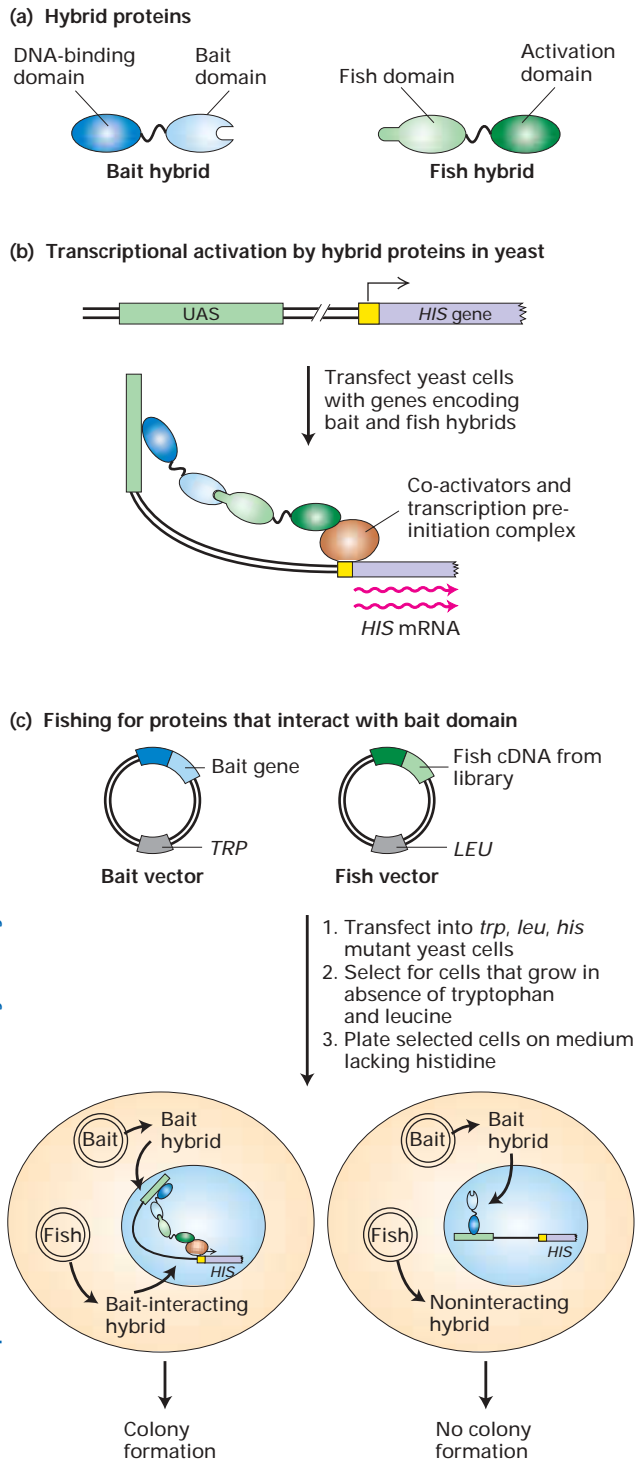 (a) Hybrid proteins
DNA-binding
domain
Bait
domain
Bait hybrid
Fish domain
Activation
domain
Fish hybrid
(b) Transcriptional activation by hybrid proteins in yeast
UAS
HIS gene
Transfect yeast cells
with genes encoding
bait and fish hybrids
Co-activators and
transcription pre-
initiation complex
HIS mRNA
(c) Fishing for proteins that interact with bait domain
Bait gene
TRP
Bait vector
Fish cDNA from
library
LEU
Fish vector
1. Transfect into trp, leu, his
mutant yeast cells
2. Select for cells that grow in
absence of tryptophan
and leucine
3. Plate selected cells on medium
lacking histidine
Bait
Bait
hybrid
Fish
HIS
Bait-interacting
hybrid
Colony
formation
Bait
Bait
hybrid
Fish
HIS
Noninteracting
hybrid
No colony
formation